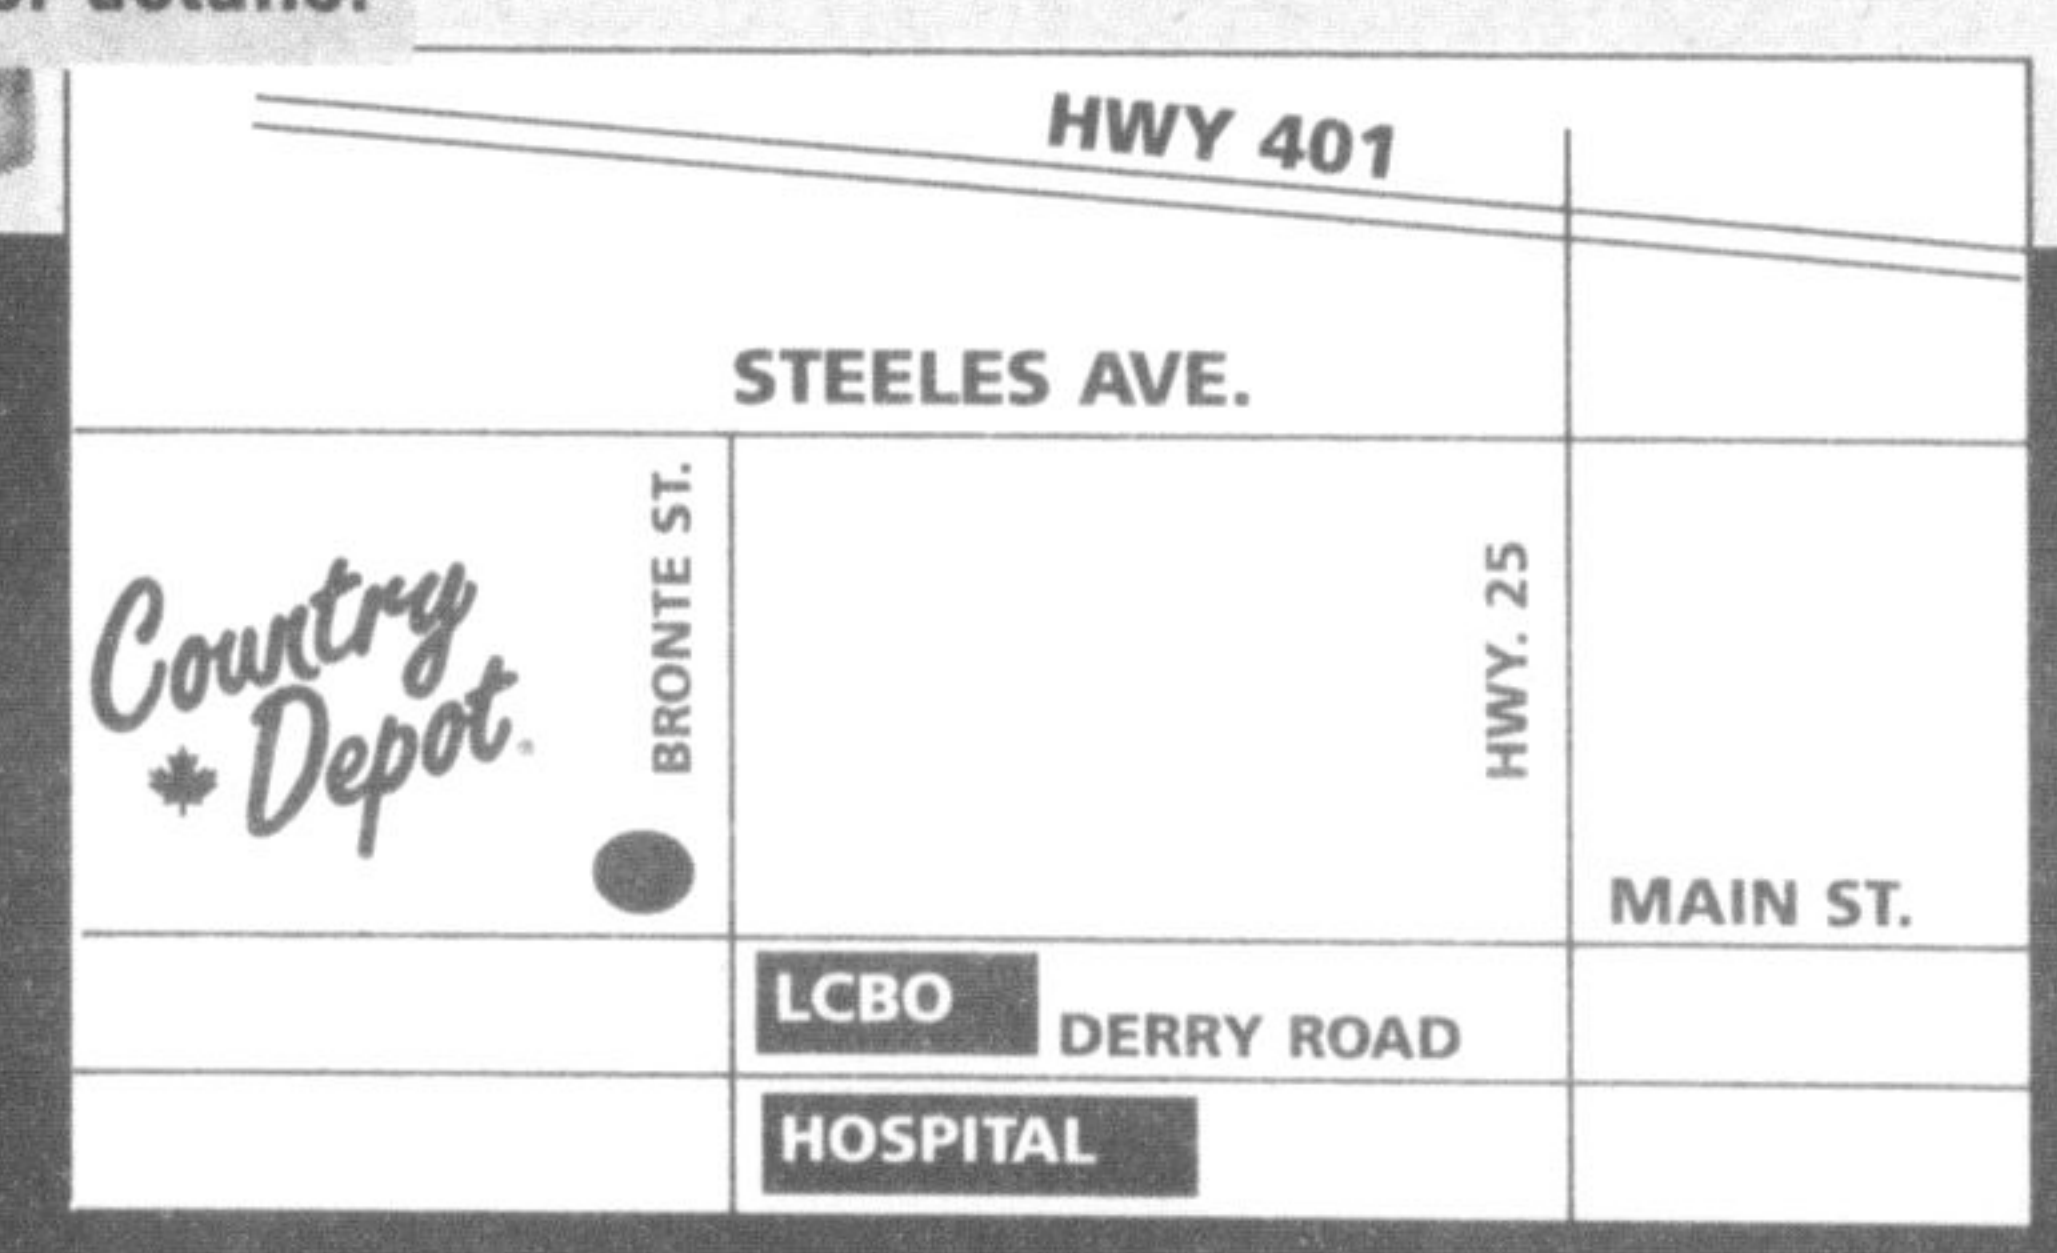 HWY 401
STEELES AVE.
BRONTE ST.
HWY. 25
Country
Depot
MAIN ST.
LCBO
DERRY ROAD
HOSPITAL